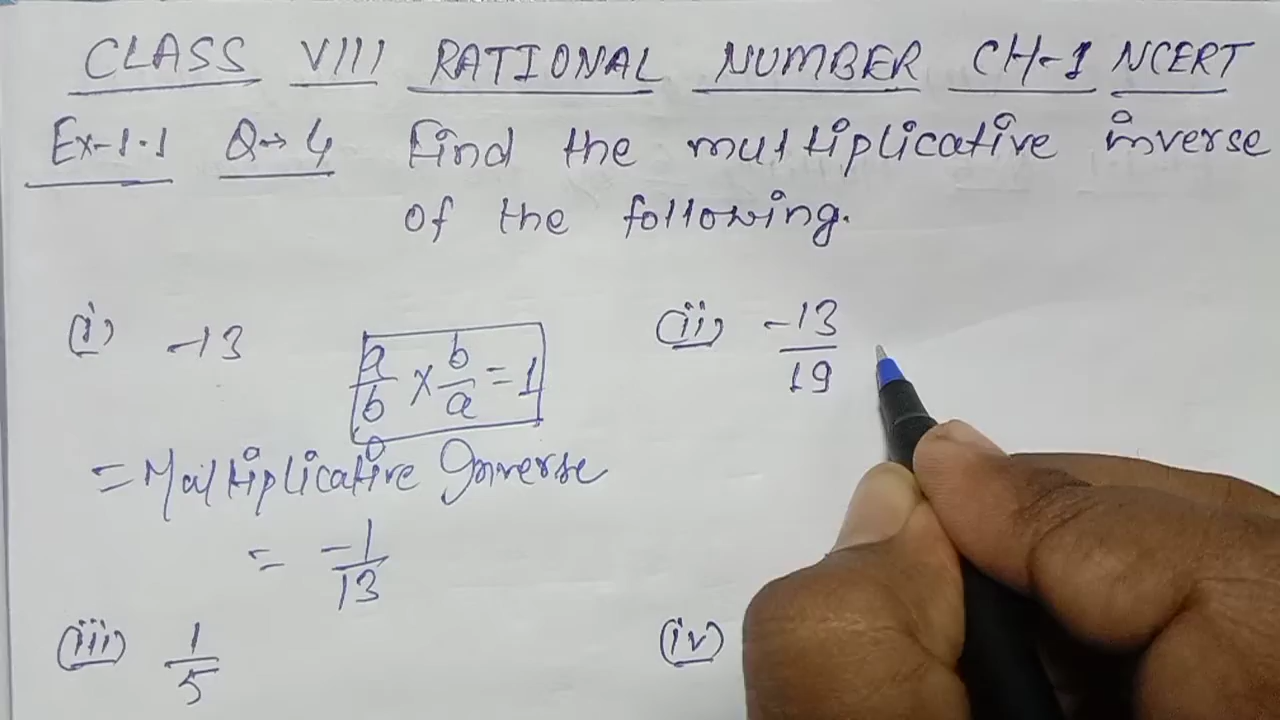 CLASS VIII RATIONAL NUMBER CH-1 NCERT
Ex-1.1 Q→4 Find the multiplicative inverse
of the following.
(i) -13
a/b × b/a = 1
= Multiplicative Inverse
= -1/13
(ii) -13/19
(iii) 1/5
(iv)